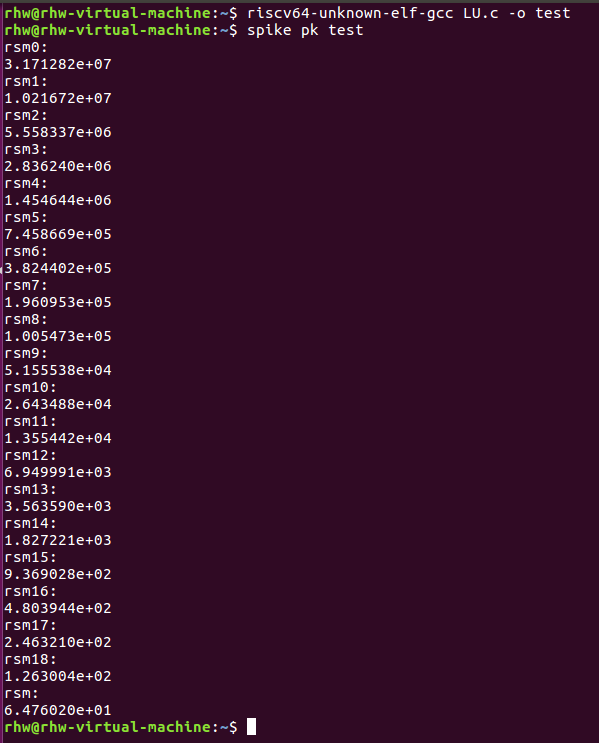 rhw@rhw-virtual-machine:~$ riscv64-unknown-elf-gcc LU.c -o test
rhw@rhw-virtual-machine:~$ spike pk test
rsm0:
3.171282e+07
rsm1:
1.021672e+07
rsm2:
5.558337e+06
rsm3:
2.836240e+06
rsm4:
1.454644e+06
rsm5:
7.458669e+05
rsm6:
3.824402e+05
rsm7:
1.960953e+05
rsm8:
1.005473e+05
rsm9:
5.155538e+04
rsm10:
2.643488e+04
rsm11:
1.355442e+04
rsm12:
6.949991e+03
rsm13:
3.563590e+03
rsm14:
1.827221e+03
rsm15:
9.369028e+02
rsm16:
4.803944e+02
rsm17:
2.463210e+02
rsm18:
1.263004e+02
rsm:
6.476020e+01
rhw@rhw-virtual-machine:~$